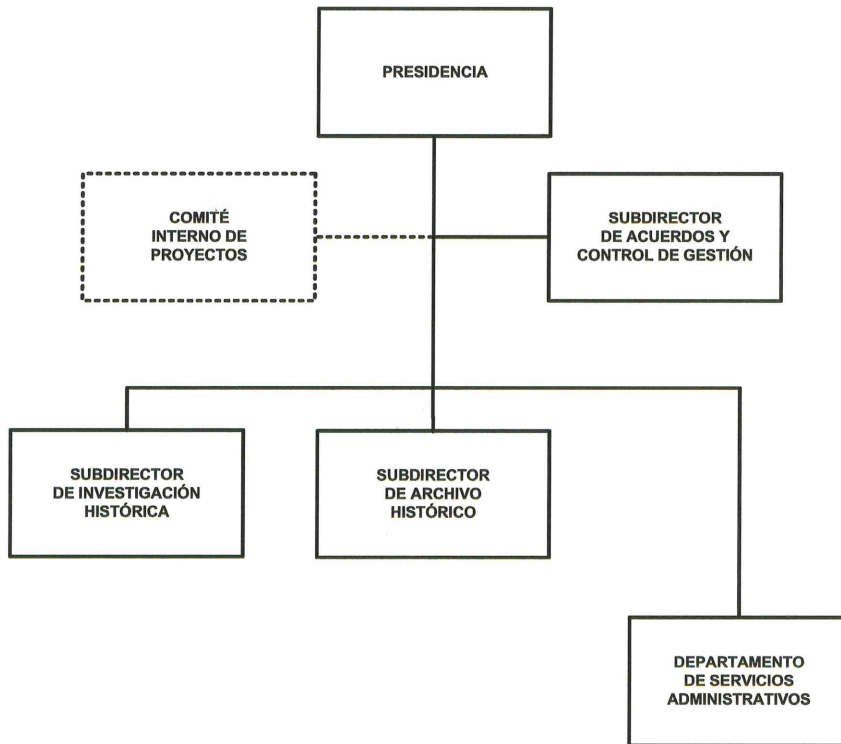 PRESIDENCIA
COMITÉ
INTERNO DE
PROYECTOS
SUBDIRECTOR
DE ACUERDOS Y
CONTROL DE GESTIÓN
SUBDIRECTOR
DE INVESTIGACIÓN
HISTÓRICA
SUBDIRECTOR
DE ARCHIVO
HISTÓRICO
DEPARTAMENTO
DE SERVICIOS
ADMINISTRATIVOS